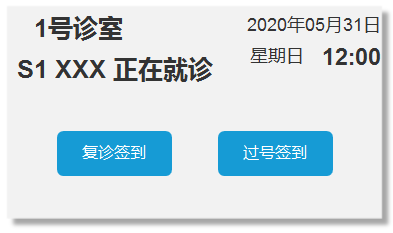 1号诊室 2020年05月31日
星期日 12:00
S1 XXX 正在就诊
复诊签到 过号签到